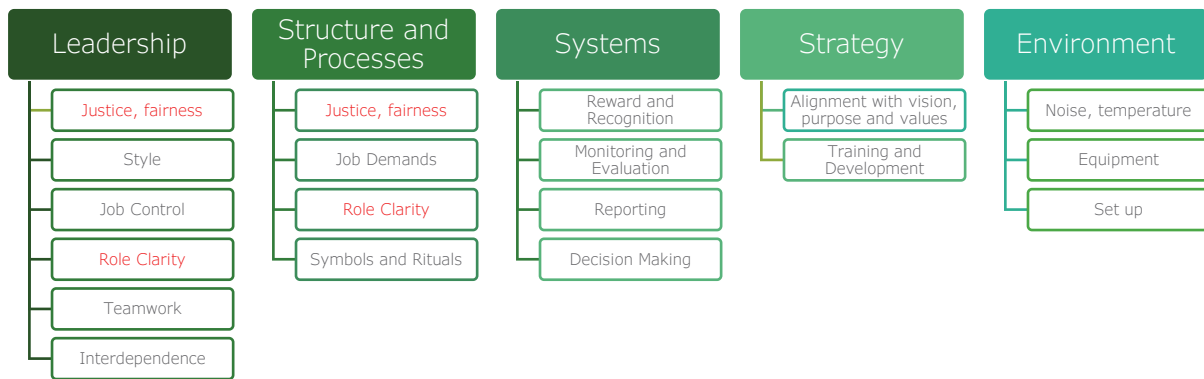 Leadership
Justice, fairness
Style
Job Control
Role Clarity
Teamwork
Interdependence
Structure and
Processes
Justice, fairness
Job Demands
Role Clarity
Symbols and Rituals
Systems
Reward and
Recognition
Monitoring and
Evaluation
Reporting
Decision Making
Strategy
Alignment with vision,
purpose and values
Training and
Development
Environment
Noise, temperature
Equipment
Set up